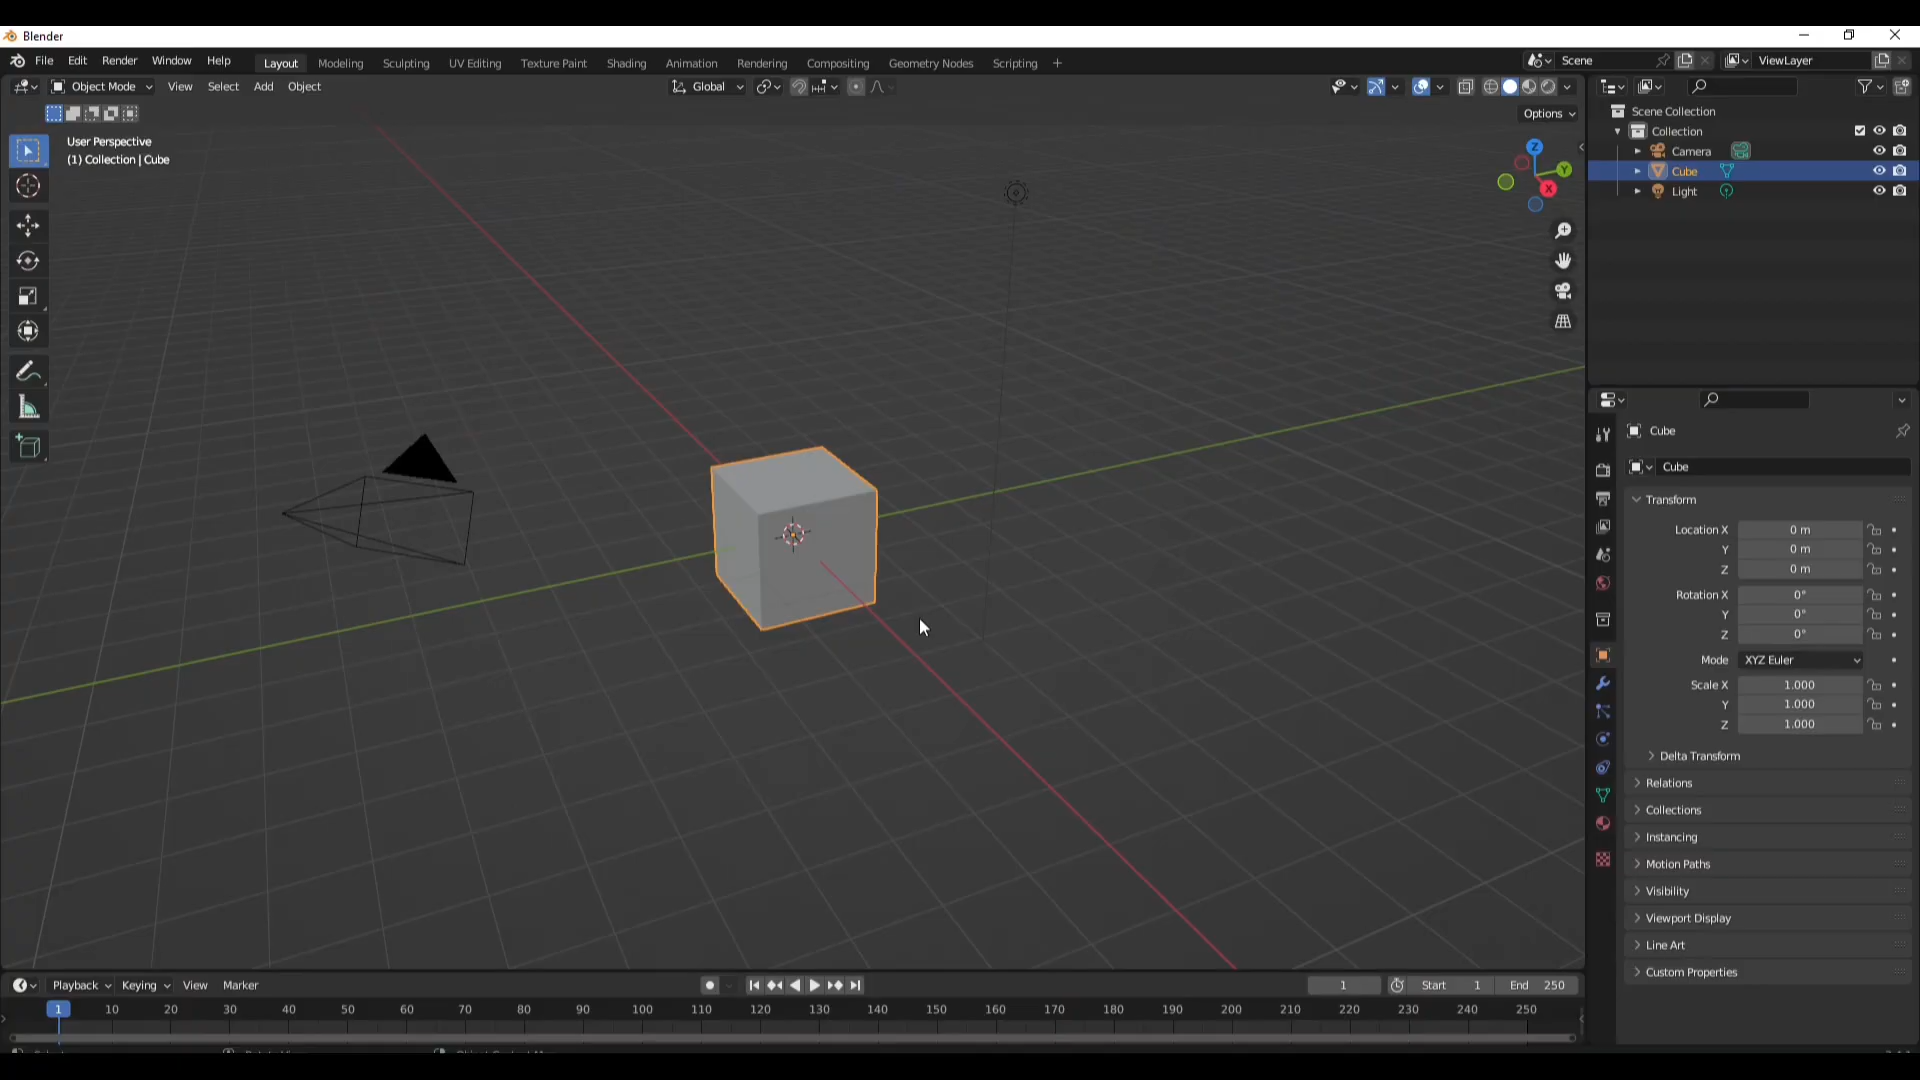 Blender
File Edit Render Window Help Layout Modeling Sculpting UV Editing Texture Paint Shading Animation Rendering Compositing Geometry Nodes Scripting + Scene ViewLayer
Object Mode View Select Add Object Global
Options
User Perspective
(1) Collection | Cube
Z
Y
X
Scene Collection
Collection
Camera
Cube
Light
Cube
Cube
Transform
Location X 0 m
Y 0 m
Z 0 m
Rotation X 0°
Y 0°
Z 0°
Mode XYZ Euler
Scale X 1.000
Y 1.000
Z 1.000
Delta Transform
Relations
Collections
Instancing
Motion Paths
Visibility
Viewport Display
Line Art
Custom Properties
Playback Keying View Marker 1 Start 1 End 250
1 10 20 30 40 50 60 70 80 90 100 110 120 130 140 150 160 170 180 190 200 210 220 230 240 250